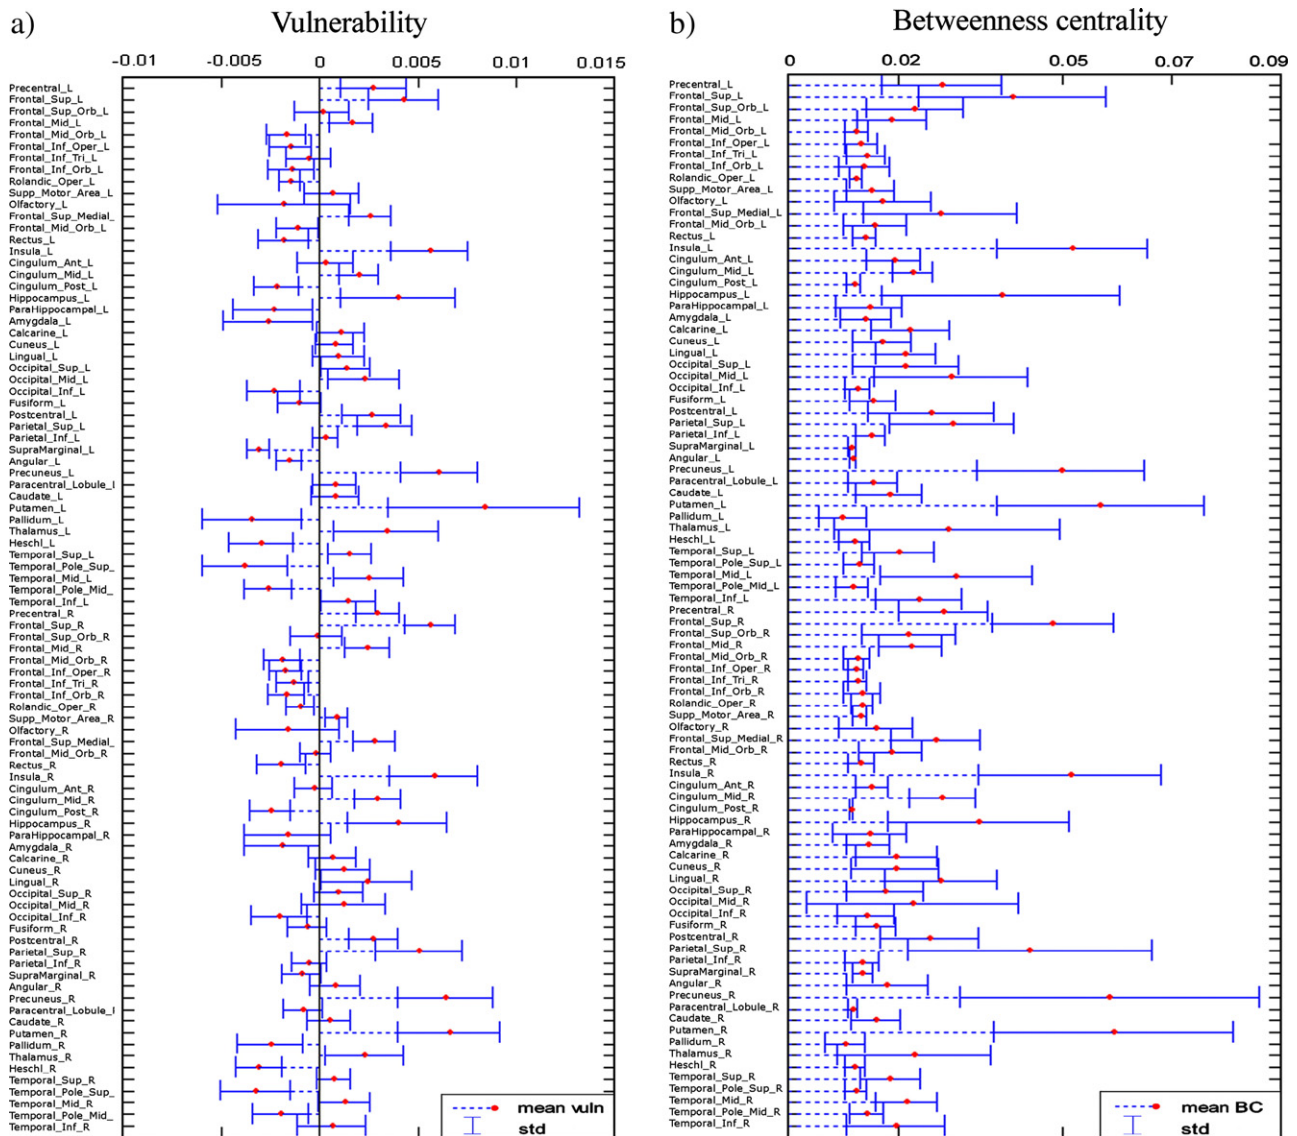 a)
Vulnerability
-0.01 -0.005 0 0.005 0.01 0.015
Precentral_L
Frontal_Sup_L
Frontal_Sup_Orb_L
Frontal_Mid_L
Frontal_Mid_Orb_L
Frontal_Inf_Oper_L
Frontal_Inf_Tri_L
Frontal_Inf_Orb_L
Rolandic_Oper_L
Supp_Motor_Area_L
Olfactory_L
Frontal_Sup_Medial_
Frontal_Mid_Orb_L
Rectus_L
Insula_L
Cingulum_Ant_L
Cingulum_Mid_L
Cingulum_Post_L
Hippocampus_L
ParaHippocampal_L
Amygdala_L
Calcarine_L
Cuneus_L
Lingual_L
Occipital_Sup_L
Occipital_Mid_L
Occipital_Inf_L
Fusiform_L
Postcentral_L
Parietal_Sup_L
Parietal_Inf_L
SupraMarginal_L
Angular_L
Precuneus_L
Paracentral_Lobule_l
Caudate_L
Putamen_L
Pallidum_L
Thalamus_L
Heschl_L
Temporal_Sup_L
Temporal_Pole_Sup_
Temporal_Mid_L
Temporal_Pole_Mid_
Temporal_Inf_L
Precentral_R
Frontal_Sup_R
Frontal_Sup_Orb_R
Frontal_Mid_R
Frontal_Mid_Orb_R
Frontal_Inf_Oper_R
Frontal_Inf_Tri_R
Frontal_Inf_Orb_R
Rolandic_Oper_R
Supp_Motor_Area_R
Olfactory_R
Frontal_Sup_Medial_
Frontal_Mid_Orb_R
Rectus_R
Insula_R
Cingulum_Ant_R
Cingulum_Mid_R
Cingulum_Post_R
Hippocampus_R
ParaHippocampal_R
Amygdala_R
Calcarine_R
Cuneus_R
Lingual_R
Occipital_Sup_R
Occipital_Mid_R
Occipital_Inf_R
Fusiform_R
Postcentral_R
Parietal_Sup_R
Parietal_Inf_R
SupraMarginal_R
Angular_R
Precuneus_R
Paracentral_Lobule_l
Caudate_R
Putamen_R
Pallidum_R
Thalamus_R
Heschl_R
Temporal_Sup_R
Temporal_Pole_Sup_
Temporal_Mid_R
Temporal_Pole_Mid_
Temporal_Inf_R
mean vuln
std
b)
Betweenness centrality
0 0.02 0.05 0.07 0.09
Precentral_L
Frontal_Sup_L
Frontal_Sup_Orb_L
Frontal_Mid_L
Frontal_Mid_Orb_L
Frontal_Inf_Oper_L
Frontal_Inf_Tri_L
Frontal_Inf_Orb_L
Rolandic_Oper_L
Supp_Motor_Area_L
Olfactory_L
Frontal_Sup_Medial_L
Frontal_Mid_Orb_L
Rectus_L
Insula_L
Cingulum_Ant_L
Cingulum_Mid_L
Cingulum_Post_L
Hippocampus_L
ParaHippocampal_L
Amygdala_L
Calcarine_L
Cuneus_L
Lingual_L
Occipital_Sup_L
Occipital_Mid_L
Occipital_Inf_L
Fusiform_L
Postcentral_L
Parietal_Sup_L
Parietal_Inf_L
SupraMarginal_L
Angular_L
Precuneus_L
Paracentral_Lobule_L
Caudate_L
Putamen_L
Pallidum_L
Thalamus_L
Heschl_L
Temporal_Sup_L
Temporal_Pole_Sup_L
Temporal_Mid_L
Temporal_Pole_Mid_L
Temporal_Inf_L
Precentral_R
Frontal_Sup_R
Frontal_Sup_Orb_R
Frontal_Mid_R
Frontal_Mid_Orb_R
Frontal_Inf_Oper_R
Frontal_Inf_Tri_R
Frontal_Inf_Orb_R
Rolandic_Oper_R
Supp_Motor_Area_R
Olfactory_R
Frontal_Sup_Medial_R
Frontal_Mid_Orb_R
Rectus_R
Insula_R
Cingulum_Ant_R
Cingulum_Mid_R
Cingulum_Post_R
Hippocampus_R
ParaHippocampal_R
Amygdala_R
Calcarine_R
Cuneus_R
Lingual_R
Occipital_Sup_R
Occipital_Mid_R
Occipital_Inf_R
Fusiform_R
Postcentral_R
Parietal_Sup_R
Parietal_Inf_R
SupraMarginal_R
Angular_R
Precuneus_R
Paracentral_Lobule_R
Caudate_R
Putamen_R
Pallidum_R
Thalamus_R
Heschl_R
Temporal_Sup_R
Temporal_Pole_Sup_R
Temporal_Mid_R
Temporal_Pole_Mid_R
Temporal_Inf_R
mean BC
std